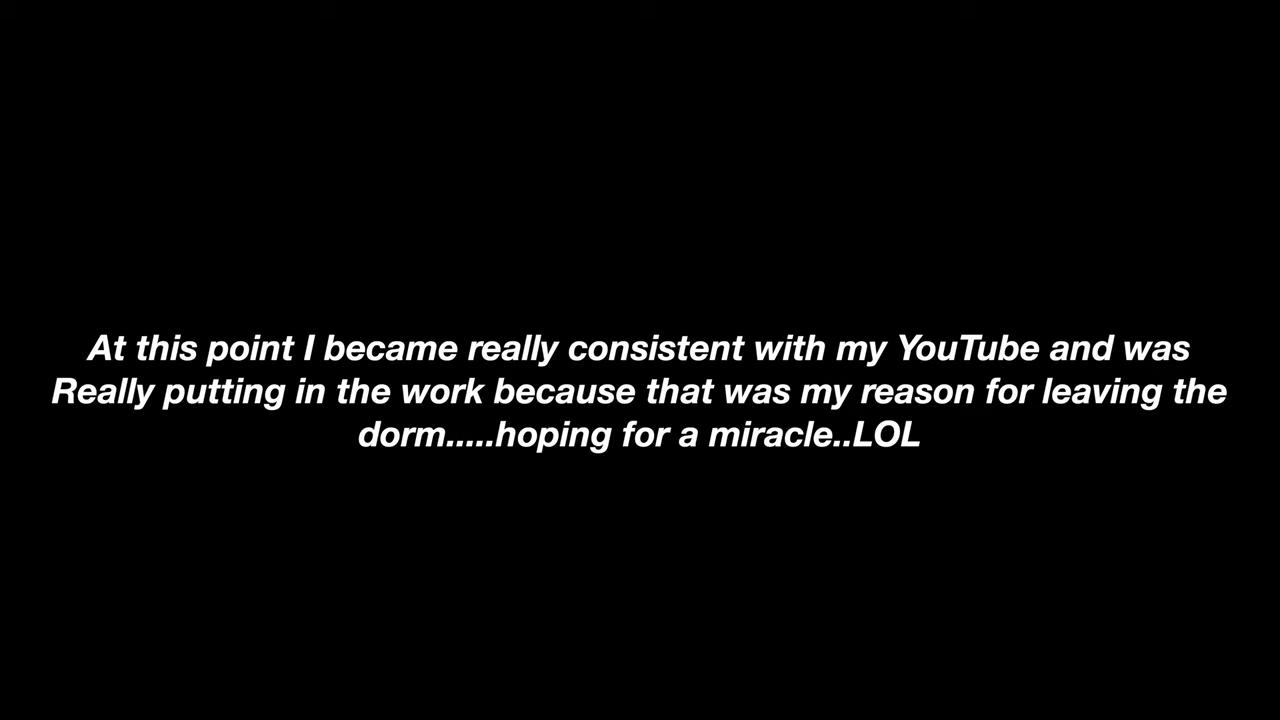 At this point I became really consistent with my YouTube and was
Really putting in the work because that was my reason for leaving the
dorm.....hoping for a miracle..LOL